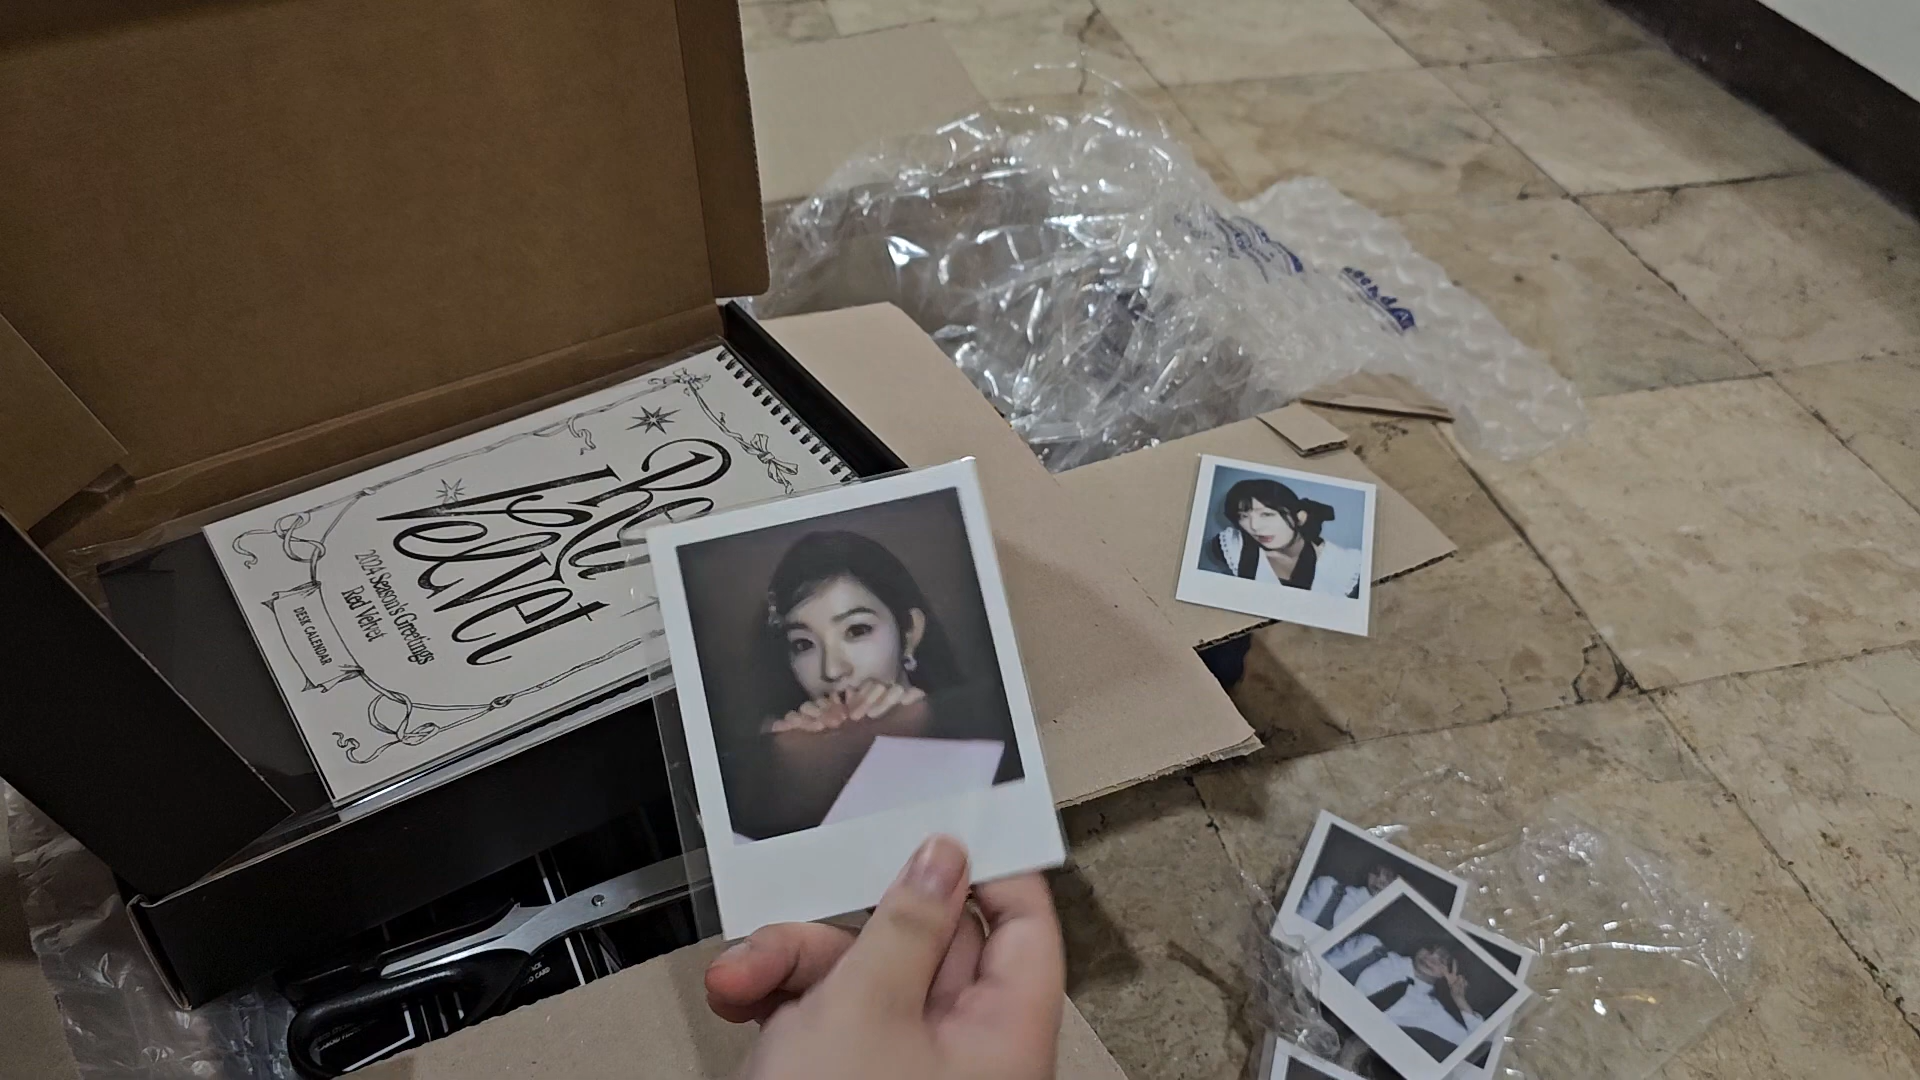 Red
Velvet
2024 Season's Greetings
Red Velvet
DESK CALENDAR